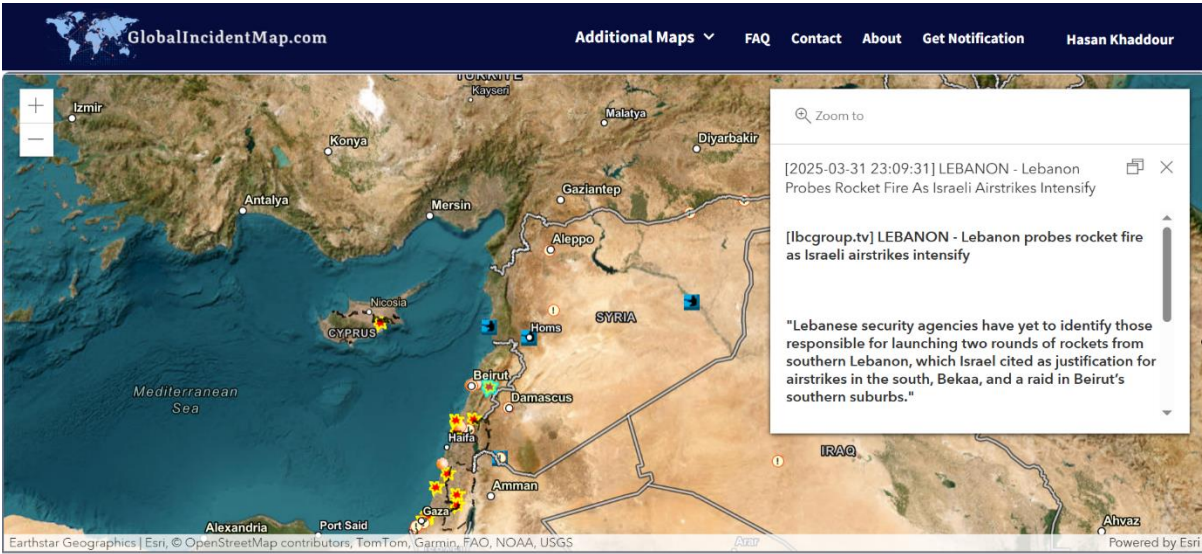 GlobalIncidentMap.com
Additional Maps
FAQ
Contact
About
Get Notification
Hasan Khaddour
+
−
Zoom to
[2025-03-31 23:09:31] LEBANON - Lebanon
Probes Rocket Fire As Israeli Airstrikes Intensify
[lbcgroup.tv] LEBANON - Lebanon probes rocket fire
as Israeli airstrikes intensify
"Lebanese security agencies have yet to identify those
responsible for launching two rounds of rockets from
southern Lebanon, which Israel cited as justification for
airstrikes in the south, Bekaa, and a raid in Beirut's
southern suburbs."
TÜRKİYE
Kayseri
Izmir
Malatya
Konya
Diyarbakir
Gaziantep
Antalya
Mersin
Aleppo
Nicosia
CYPRUS
SYRIA
Homs
Beirut
Mediterranean
Sea
Damascus
Haifa
IRAQ
Amman
Gaza
Alexandria
Port Said
Ahvaz
Arar
Earthstar Geographics | Esri, © OpenStreetMap contributors, TomTom, Garmin, FAO, NOAA, USGS
Powered by Esri